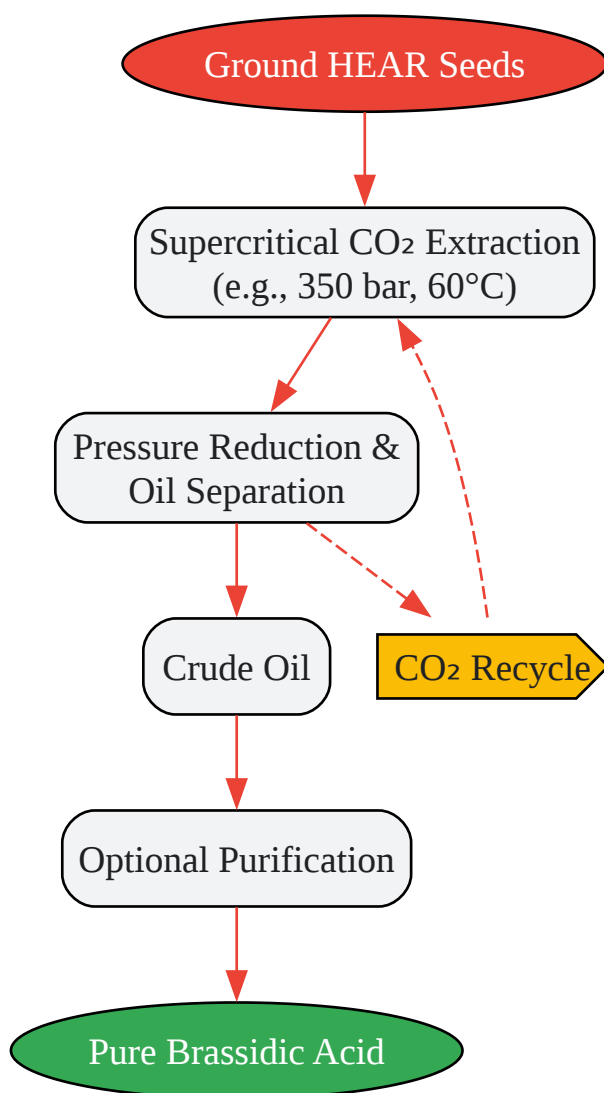 Ground HEAR Seeds
Supercritical CO₂ Extraction
(e.g., 350 bar, 60°C)
Pressure Reduction &
Oil Separation
Crude Oil
CO₂ Recycle
Optional Purification
Pure Brassidic Acid